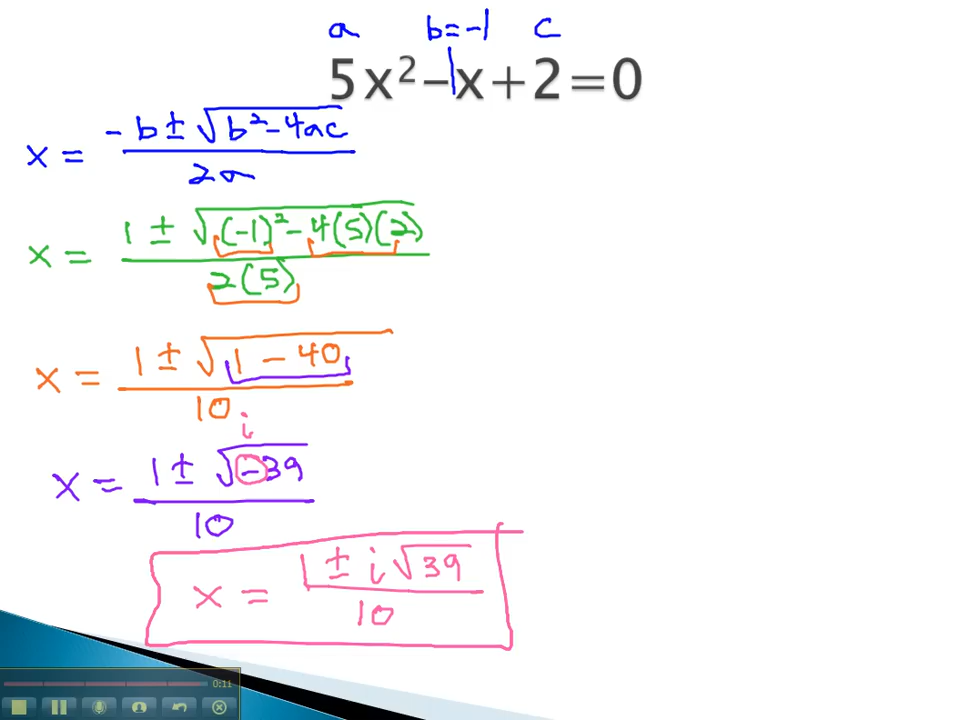 a b=-1 c
5x²-1x+2=0
x = -b±√b²-4ac
2a
x = 1 ± √(-1)²-4(5)(2)
2(5)
x = 1 ± √1 - 40
10
i
x = 1 ± √-39
10
x = 1 ± i√39
10
0:11